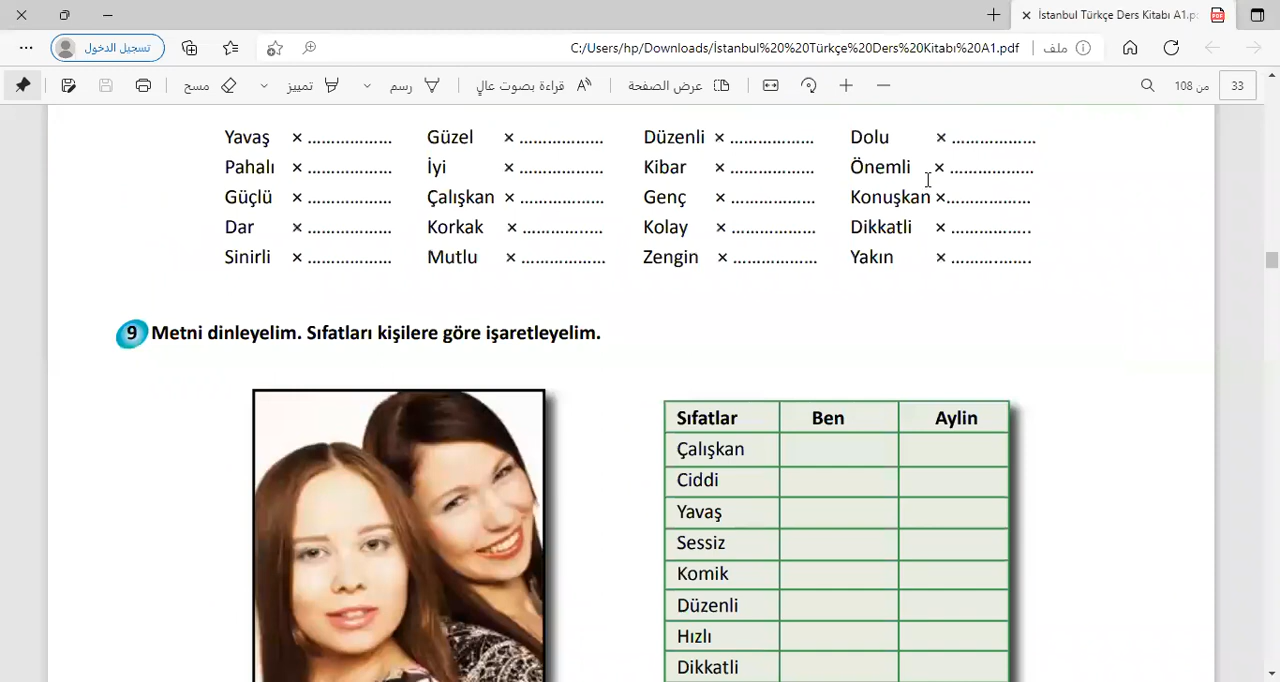 İstanbul Türkçe Ders Kitabı A1.pc
تسجيل الدخول
C:/Users/hp/Downloads/İstanbul%20%20Türkçe%20Ders%20Kitabı%20A1.pdf
ملف
مسح
تمييز
رسم
قراءة بصوت عالٍ
عرض الصفحة
من 108
33
Yavaş × ................. Güzel × ................. Düzenli × ................. Dolu × .................
Pahalı × ................. İyi × ................. Kibar × ................. Önemli × .................
Güçlü × ................. Çalışkan × ................. Genç × ................. Konuşkan ×.................
Dar × ................. Korkak × ................. Kolay × ................. Dikkatli × .................
Sinirli × ................. Mutlu × ................. Zengin × ................. Yakın × .................
9 Metni dinleyelim. Sıfatları kişilere göre işaretleyelim.
Sıfatlar Ben Aylin
Çalışkan
Ciddi
Yavaş
Sessiz
Komik
Düzenli
Hızlı
Dikkatli